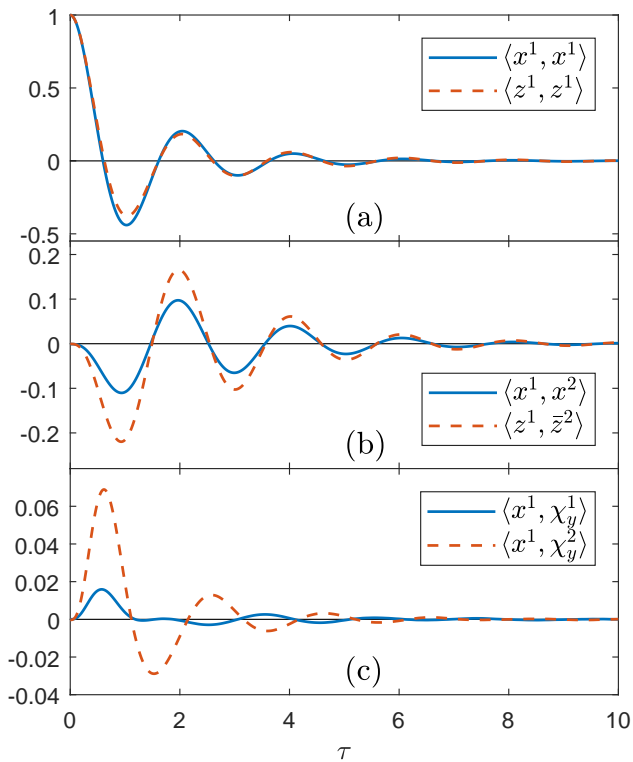 1
0.5
0
-0.5
⟨x¹, x¹⟩
⟨z¹, z¹⟩
(a)
0.2
0.1
0
-0.1
-0.2
⟨x¹, x²⟩
⟨z¹, z̄²⟩
(b)
0.06
0.04
0.02
0
-0.02
-0.04
⟨x¹, χ_y¹⟩
⟨x¹, χ_y²⟩
(c)
0 2 4 6 8 10
τ